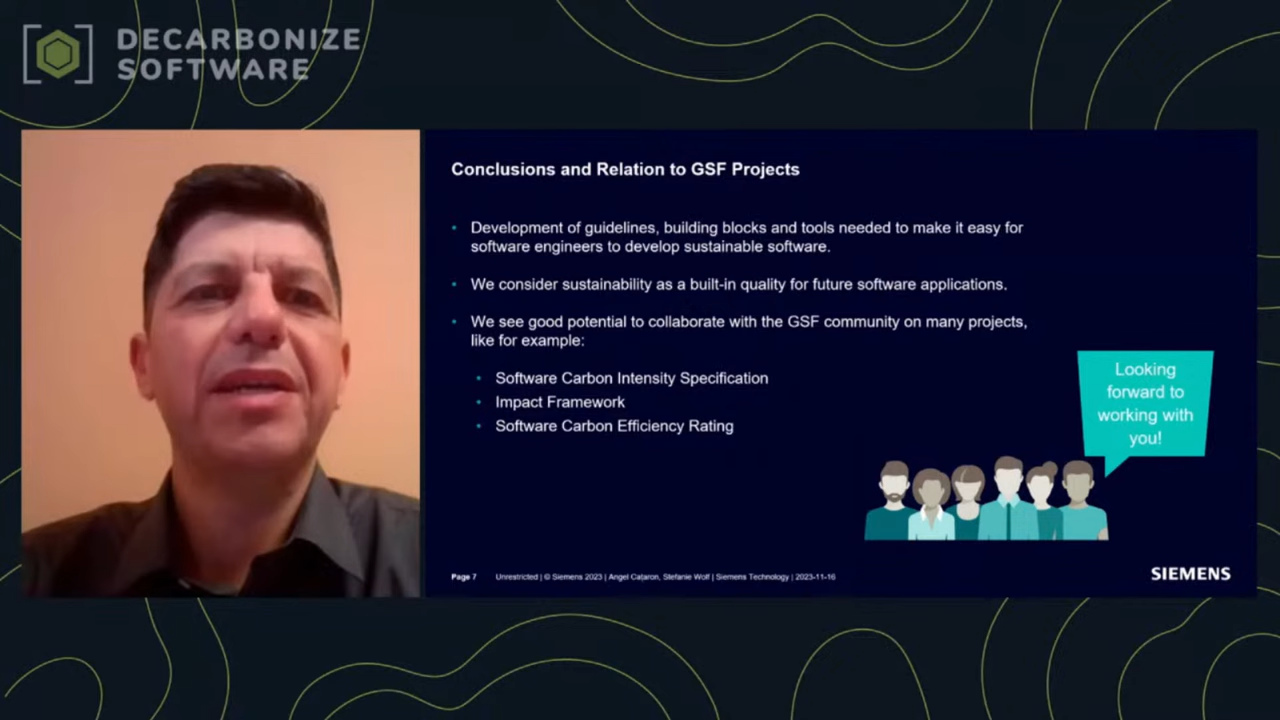 DECARBONIZE
SOFTWARE
Conclusions and Relation to GSF Projects
• Development of guidelines, building blocks and tools needed to make it easy for
software engineers to develop sustainable software.
• We consider sustainability as a built-in quality for future software applications.
• We see good potential to collaborate with the GSF community on many projects,
like for example:
• Software Carbon Intensity Specification
• Impact Framework
• Software Carbon Efficiency Rating
Looking
forward to
working with
you!
Page 7 Unrestricted | © Siemens 2023 | Angel Cațaron, Stefanie Wolf | Siemens Technology | 2023-11-16
SIEMENS